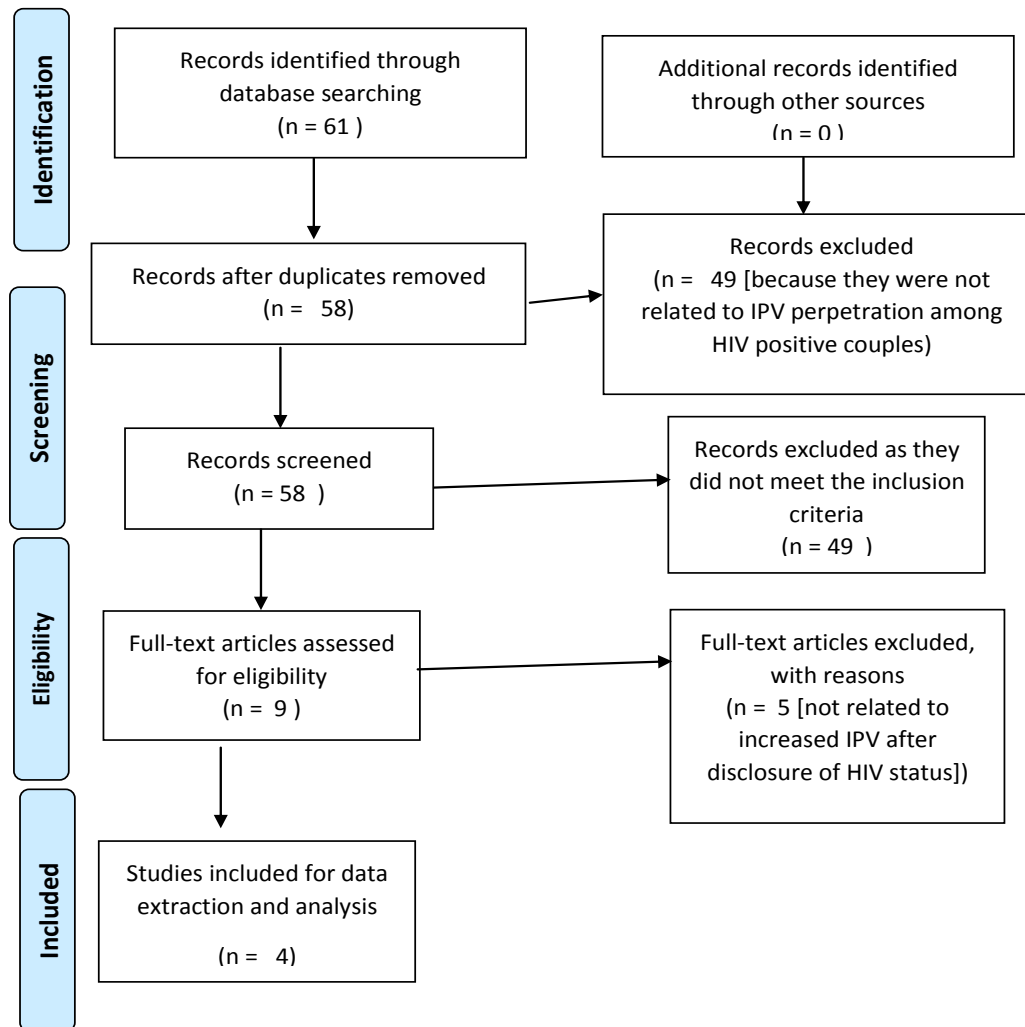 Identification
Records identified through
database searching
(n = 61 )
Additional records identified
through other sources
(n = 0 )
Records after duplicates removed
(n =   58)
Records excluded
(n =   49 [because they were not
related to IPV perpetration among
HIV positive couples)
Screening
Records screened
(n = 58  )
Records excluded as they
did not meet the inclusion
criteria
(n = 49  )
Eligibility
Full-text articles assessed
for eligibility
(n =  9 )
Full-text articles excluded,
with reasons
(n =  5 [not related to
increased IPV after
disclosure of HIV status])
Included
Studies included for data
extraction and analysis
(n =   4)